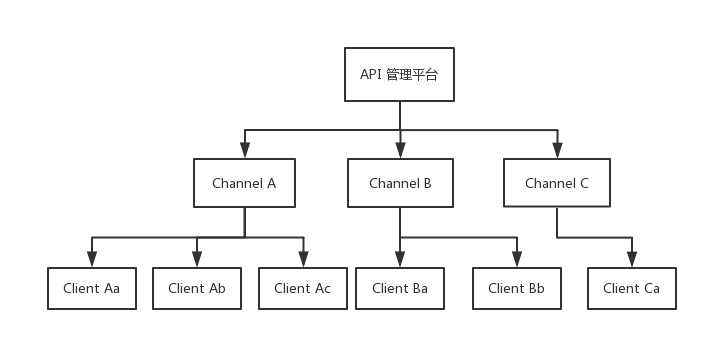 API 管理平台
Channel A
Channel B
Channel C
Client Aa
Client Ab
Client Ac
Client Ba
Client Bb
Client Ca